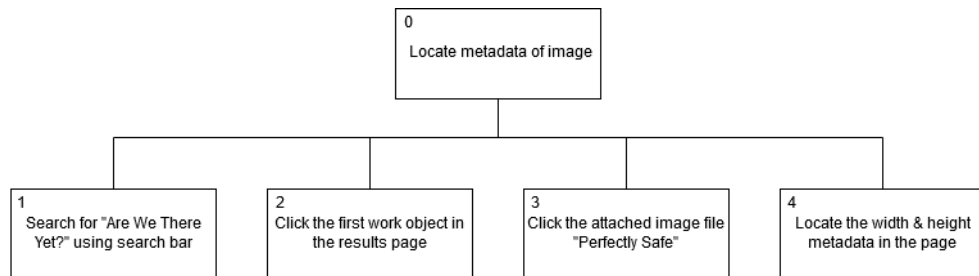 0
Locate metadata of image
1
Search for "Are We There
Yet?" using search bar
2
Click the first work object in
the results page
3
Click the attached image file
"Perfectly Safe"
4
Locate the width & height
metadata in the page